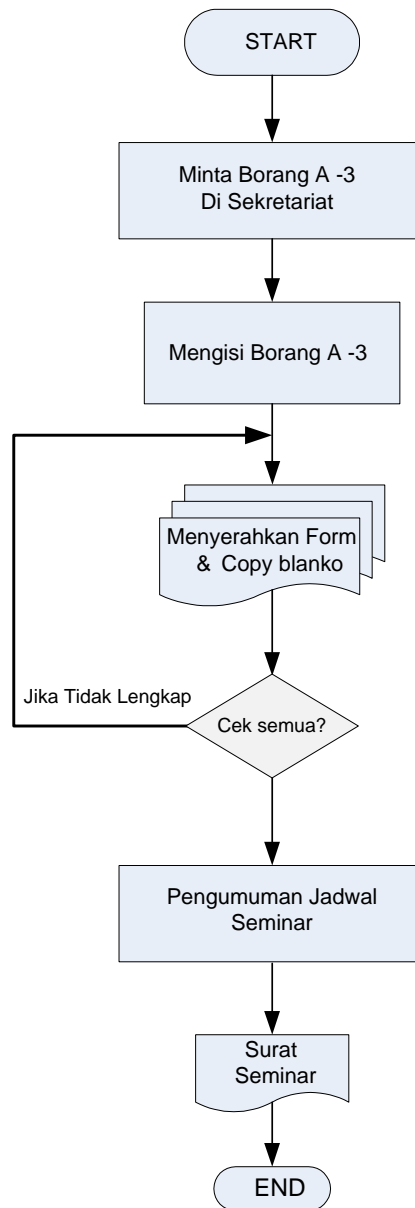 START
Minta Borang A -3
Di Sekretariat
Mengisi Borang A -3
Menyerahkan Form
& Copy blanko
Jika Tidak Lengkap
Cek semua?
Pengumuman Jadwal
Seminar
Surat
Seminar
END